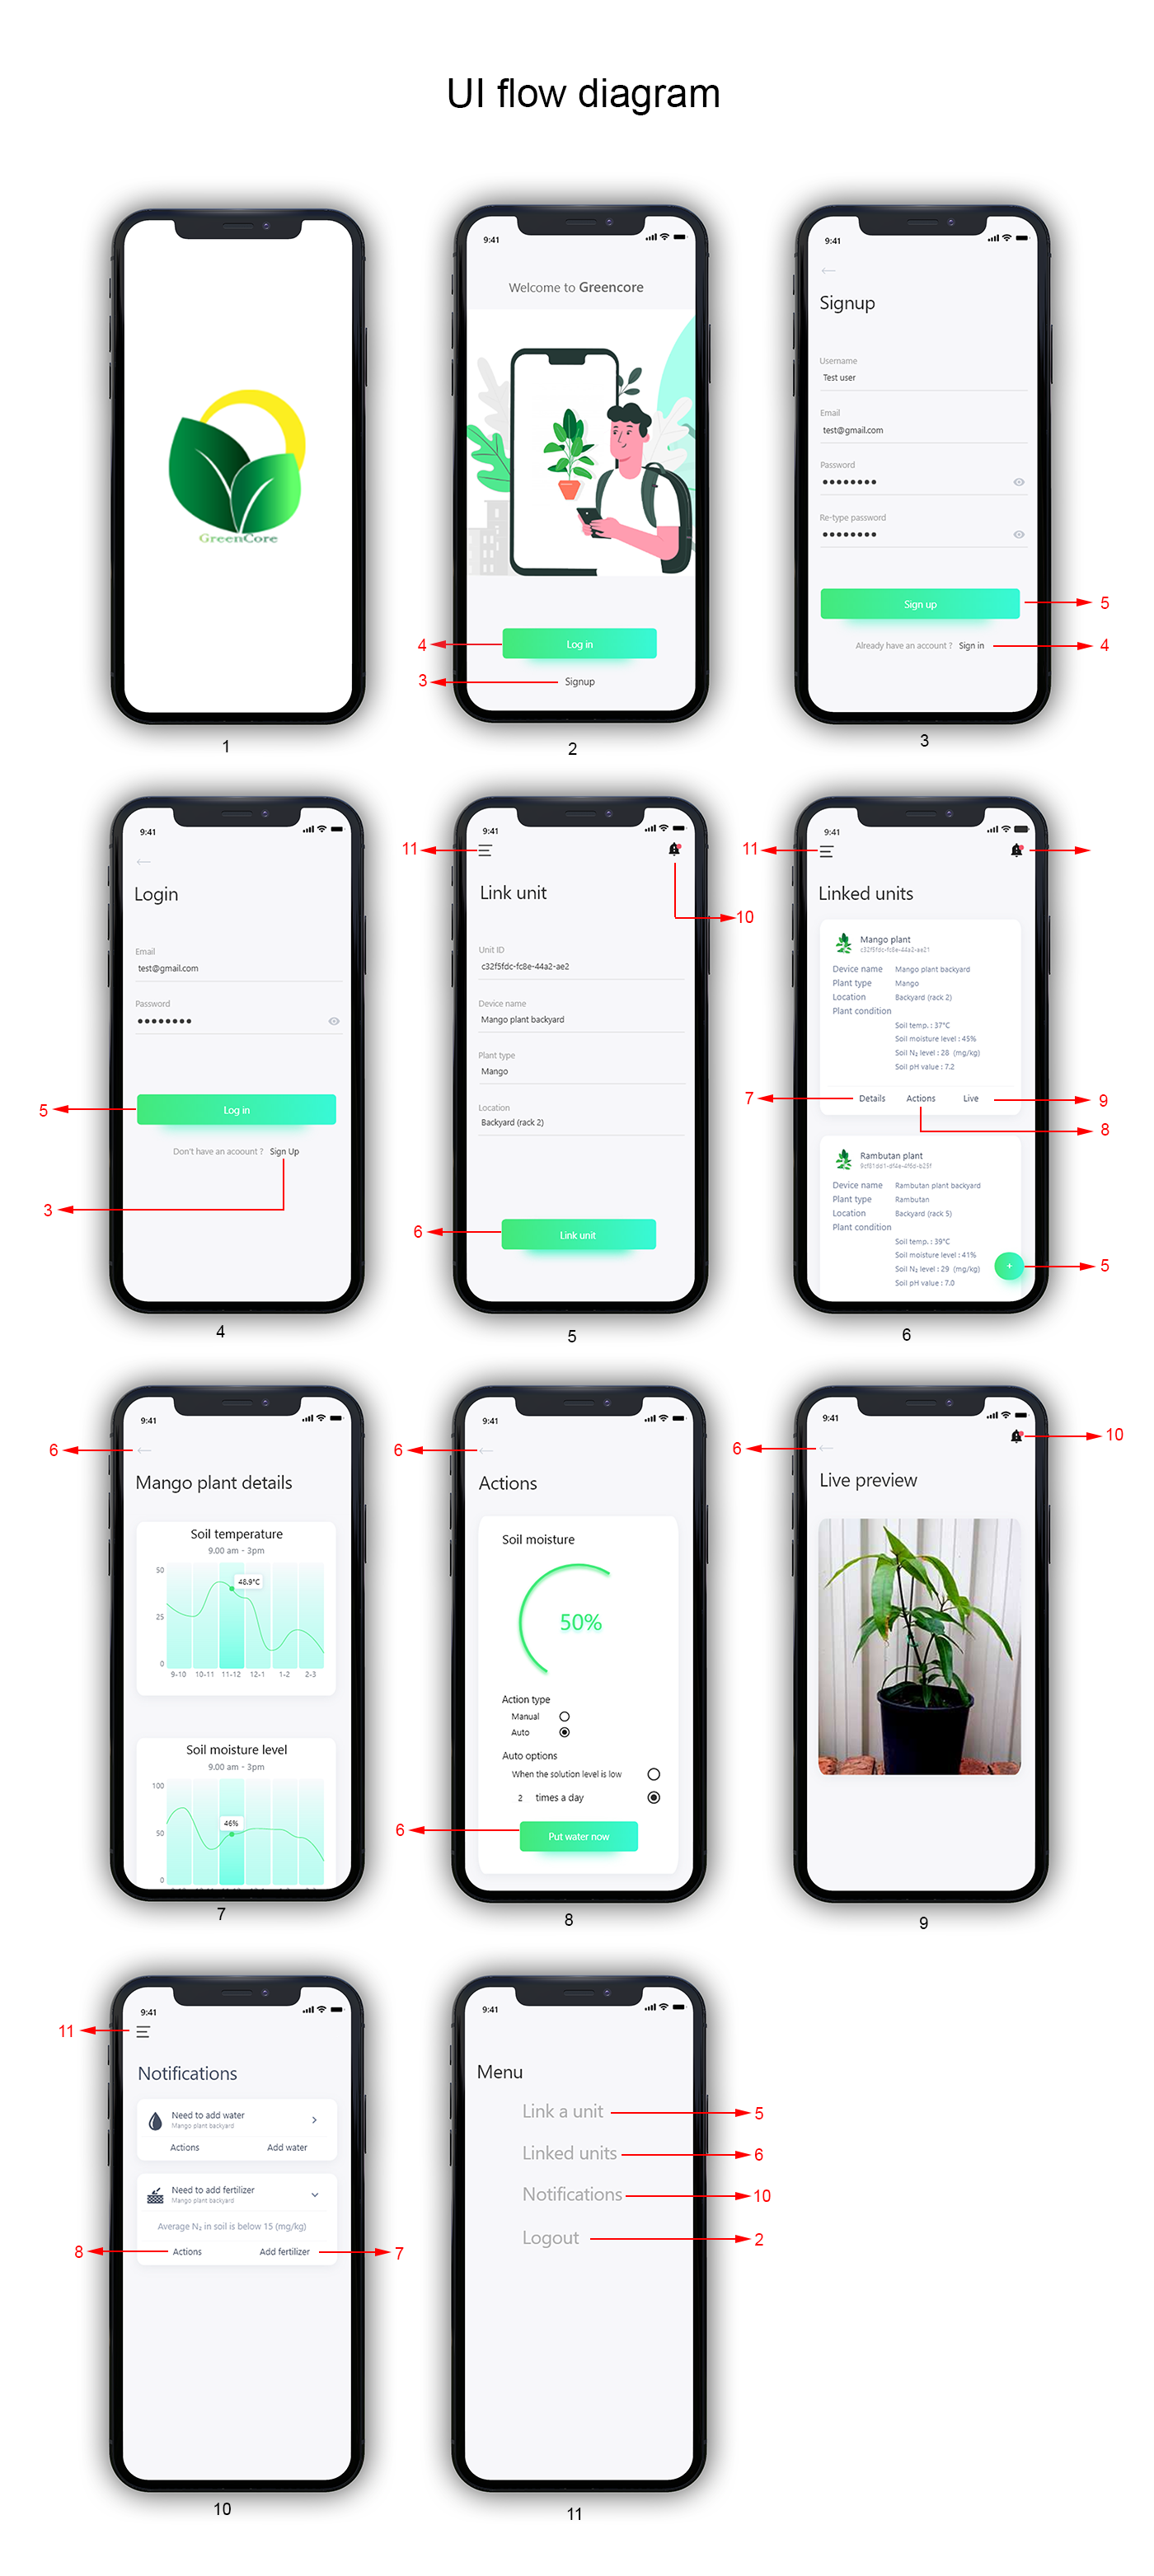 UI flow diagram
GreenCore
1
9:41
Welcome to Greencore
4
Log in
3
Signup
2
9:41
Signup
Username
Test user
Email
test@gmail.com
Password
Re-type password
Sign up
5
Already have an account ? Sign in
4
3
9:41
Login
Email
test@gmail.com
Password
5
Log in
Don't have an aoount ? Sign Up
3
4
9:41
11
Link unit
10
Unit ID
c32f5fdc-fc8e-44a2-ae2
Device name
Mango plant backyard
Plant type
Mango
Location
Backyard (rack 2)
6
Link unit
5
9:41
11
Linked units
Mango plant
c32f5fdc-fc8e-44a2-ae21
Device name Mango plant backyard
Plant type Mango
Location Backyard (rack 2)
Plant condition
Soil temp. : 37°C
Soil moisture level : 45%
Soil N₂ level : 28 (mg/kg)
Soil pH value : 7.2
7
Details Actions Live
9
8
Rambutan plant
Device name Rambutan plant backyard
Plant type Rambutan
Location Backyard (rack 5)
Plant condition
Soil temp. : 39°C
Soil moisture level : 41%
Soil N₂ level : 29 (mg/kg)
Soil pH value : 7.0
+
5
6
9:41
6
Mango plant details
Soil temperature
9.00 am - 3pm
50
48.9°C
25
0
9-10 10-11 11-12 12-1 1-2 2-3
Soil moisture level
9.00 am - 3pm
100
46%
50
0
7
9:41
6
Actions
Soil moisture
50%
Action type
Manual
Auto
Auto options
When the solution level is low
2 times a day
6
Put water now
8
9:41
10
6
Live preview
9
9:41
11
Notifications
Need to add water
Mango plant backyard
Actions Add water
Need to add fertilizer
Mango plant backyard
Average N₂ in soil is below 15 (mg/kg)
8
Actions Add fertilizer
7
10
9:41
Menu
Link a unit
5
Linked units
6
Notifications
10
Logout
2
11